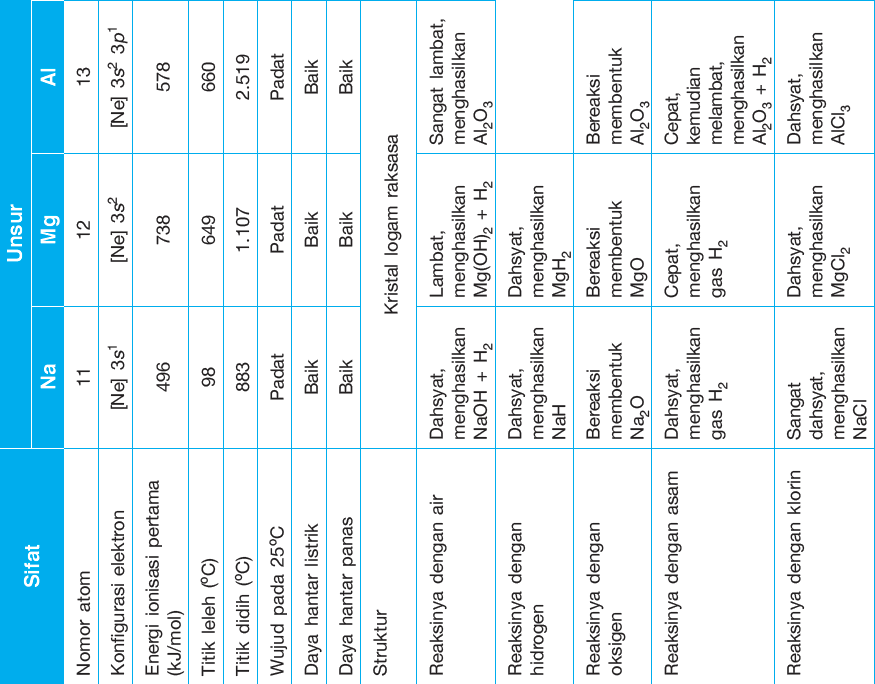 Sifat
Unsur
Na
Mg
Al
Nomor atom
11
12
13
Konfigurasi elektron
[Ne] 3s¹
[Ne] 3s²
[Ne] 3s² 3p¹
Energi ionisasi pertama
(kJ/mol)
496
738
578
Titik leleh (ºC)
98
649
660
Titik didih (ºC)
883
1.107
2.519
Wujud pada 25ºC
Padat
Padat
Padat
Daya hantar listrik
Baik
Baik
Baik
Daya hantar panas
Baik
Baik
Baik
Struktur
Kristal logam raksasa
Reaksinya dengan air
Dahsyat,
menghasilkan
NaOH + H₂
Lambat,
menghasilkan
Mg(OH)₂ + H₂
Sangat lambat,
menghasilkan
Al₂O₃
Reaksinya dengan
hidrogen
Dahsyat,
menghasilkan
NaH
Dahsyat,
menghasilkan
MgH₂
Reaksinya dengan
oksigen
Bereaksi
membentuk
Na₂O
Bereaksi
membentuk
MgO
Bereaksi
membentuk
Al₂O₃
Reaksinya dengan asam
Dahsyat,
menghasilkan
gas H₂
Cepat,
menghasilkan
gas H₂
Cepat,
kemudian
melambat,
menghasilkan
Al₂O₃ + H₂
Reaksinya dengan klorin
Sangat
dahsyat,
menghasilkan
NaCl
Dahsyat,
menghasilkan
MgCl₂
Dahsyat,
menghasilkan
AlCl₃